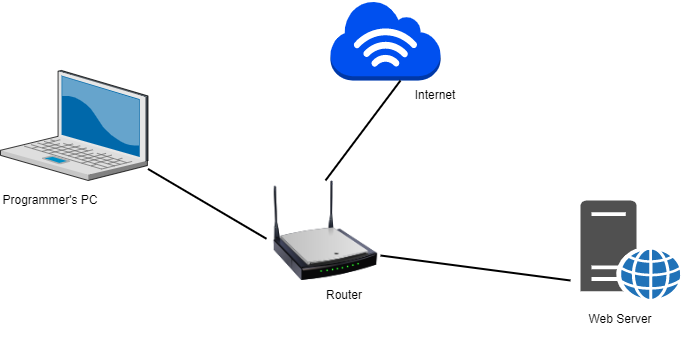 Internet
Programmer's PC
Router
Web Server